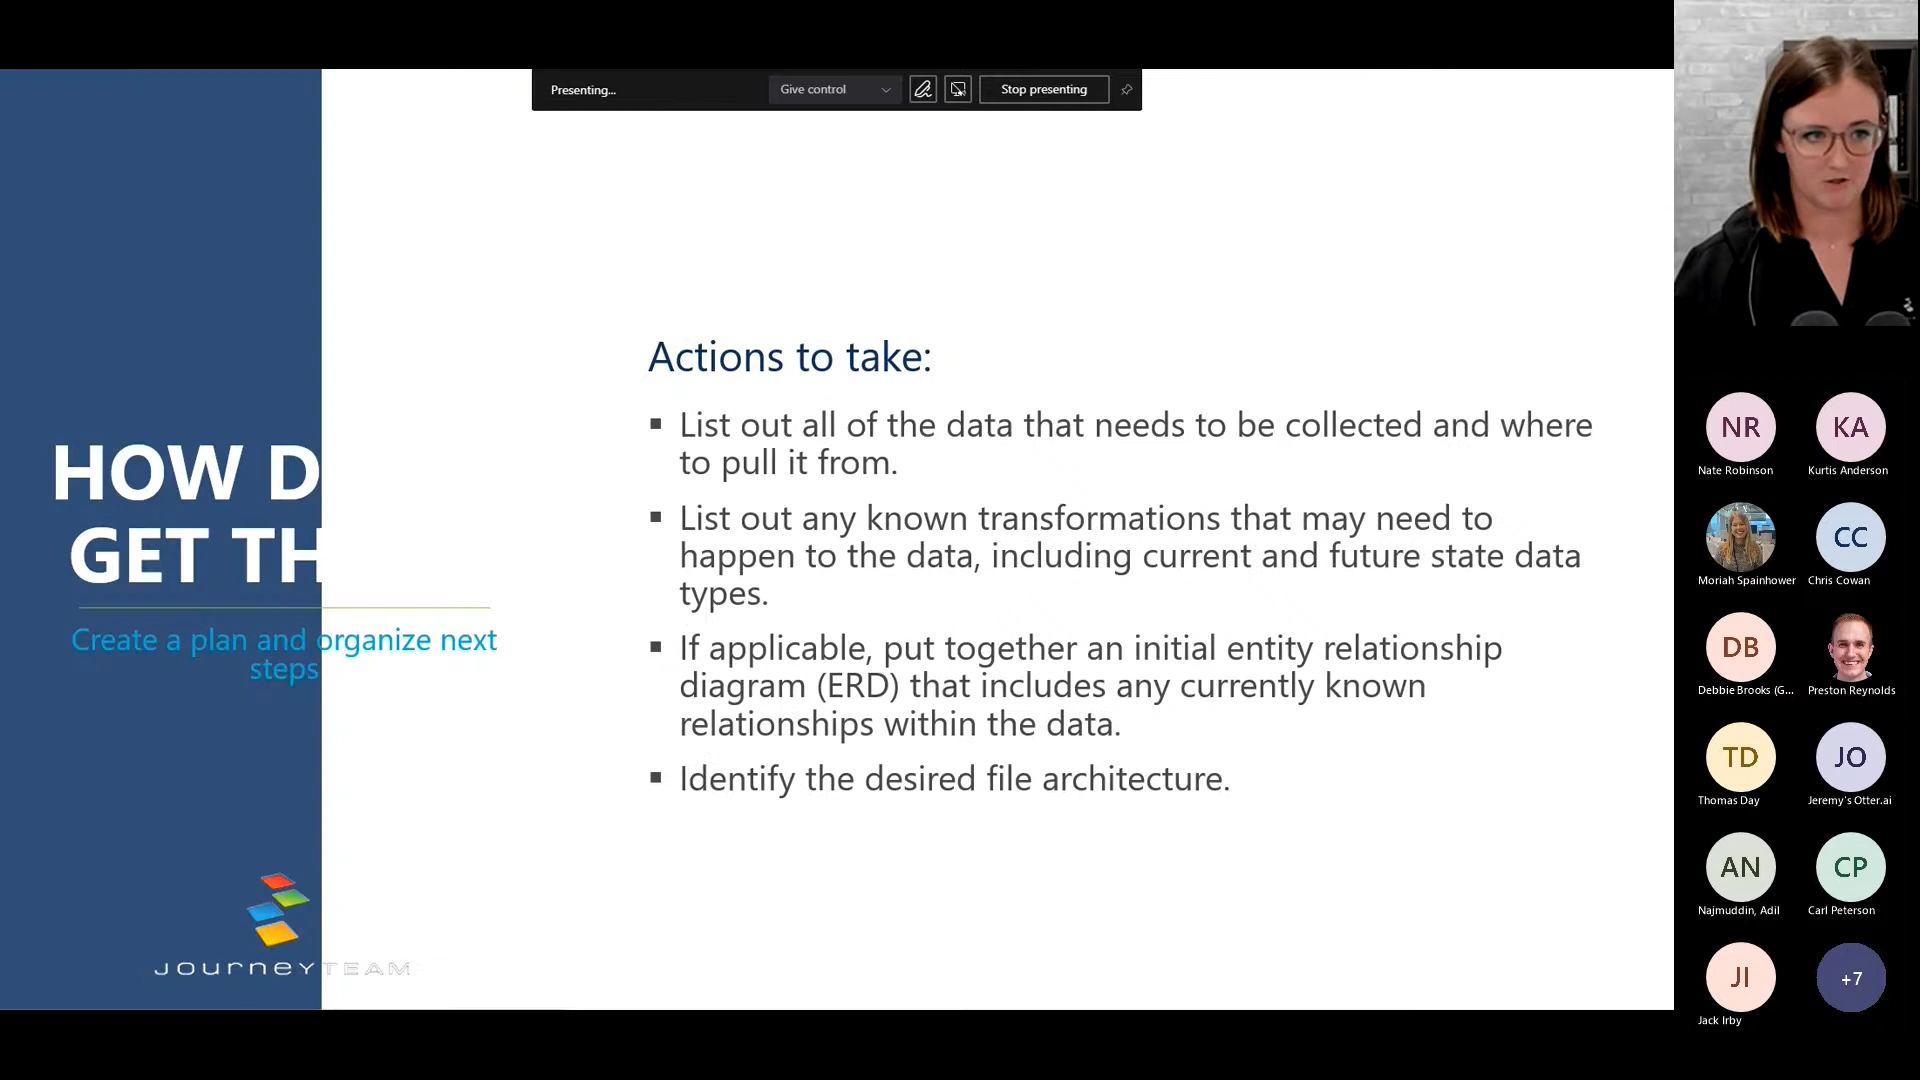 Presenting...
Give control
Stop presenting
HOW D
GET TH
Create a plan and organize next
steps
JOURNEYTEAM
Actions to take:
▪ List out all of the data that needs to be collected and where
to pull it from.
▪ List out any known transformations that may need to
happen to the data, including current and future state data
types.
▪ If applicable, put together an initial entity relationship
diagram (ERD) that includes any currently known
relationships within the data.
▪ Identify the desired file architecture.
NR
Nate Robinson
KA
Kurtis Anderson
Moriah Spainhower
CC
Chris Cowan
DB
Debbie Brooks (G...
Preston Reynolds
TD
Thomas Day
JO
Jeremy's Otter.ai
AN
Najmuddin, Adil
CP
Carl Peterson
JI
Jack Irby
+7